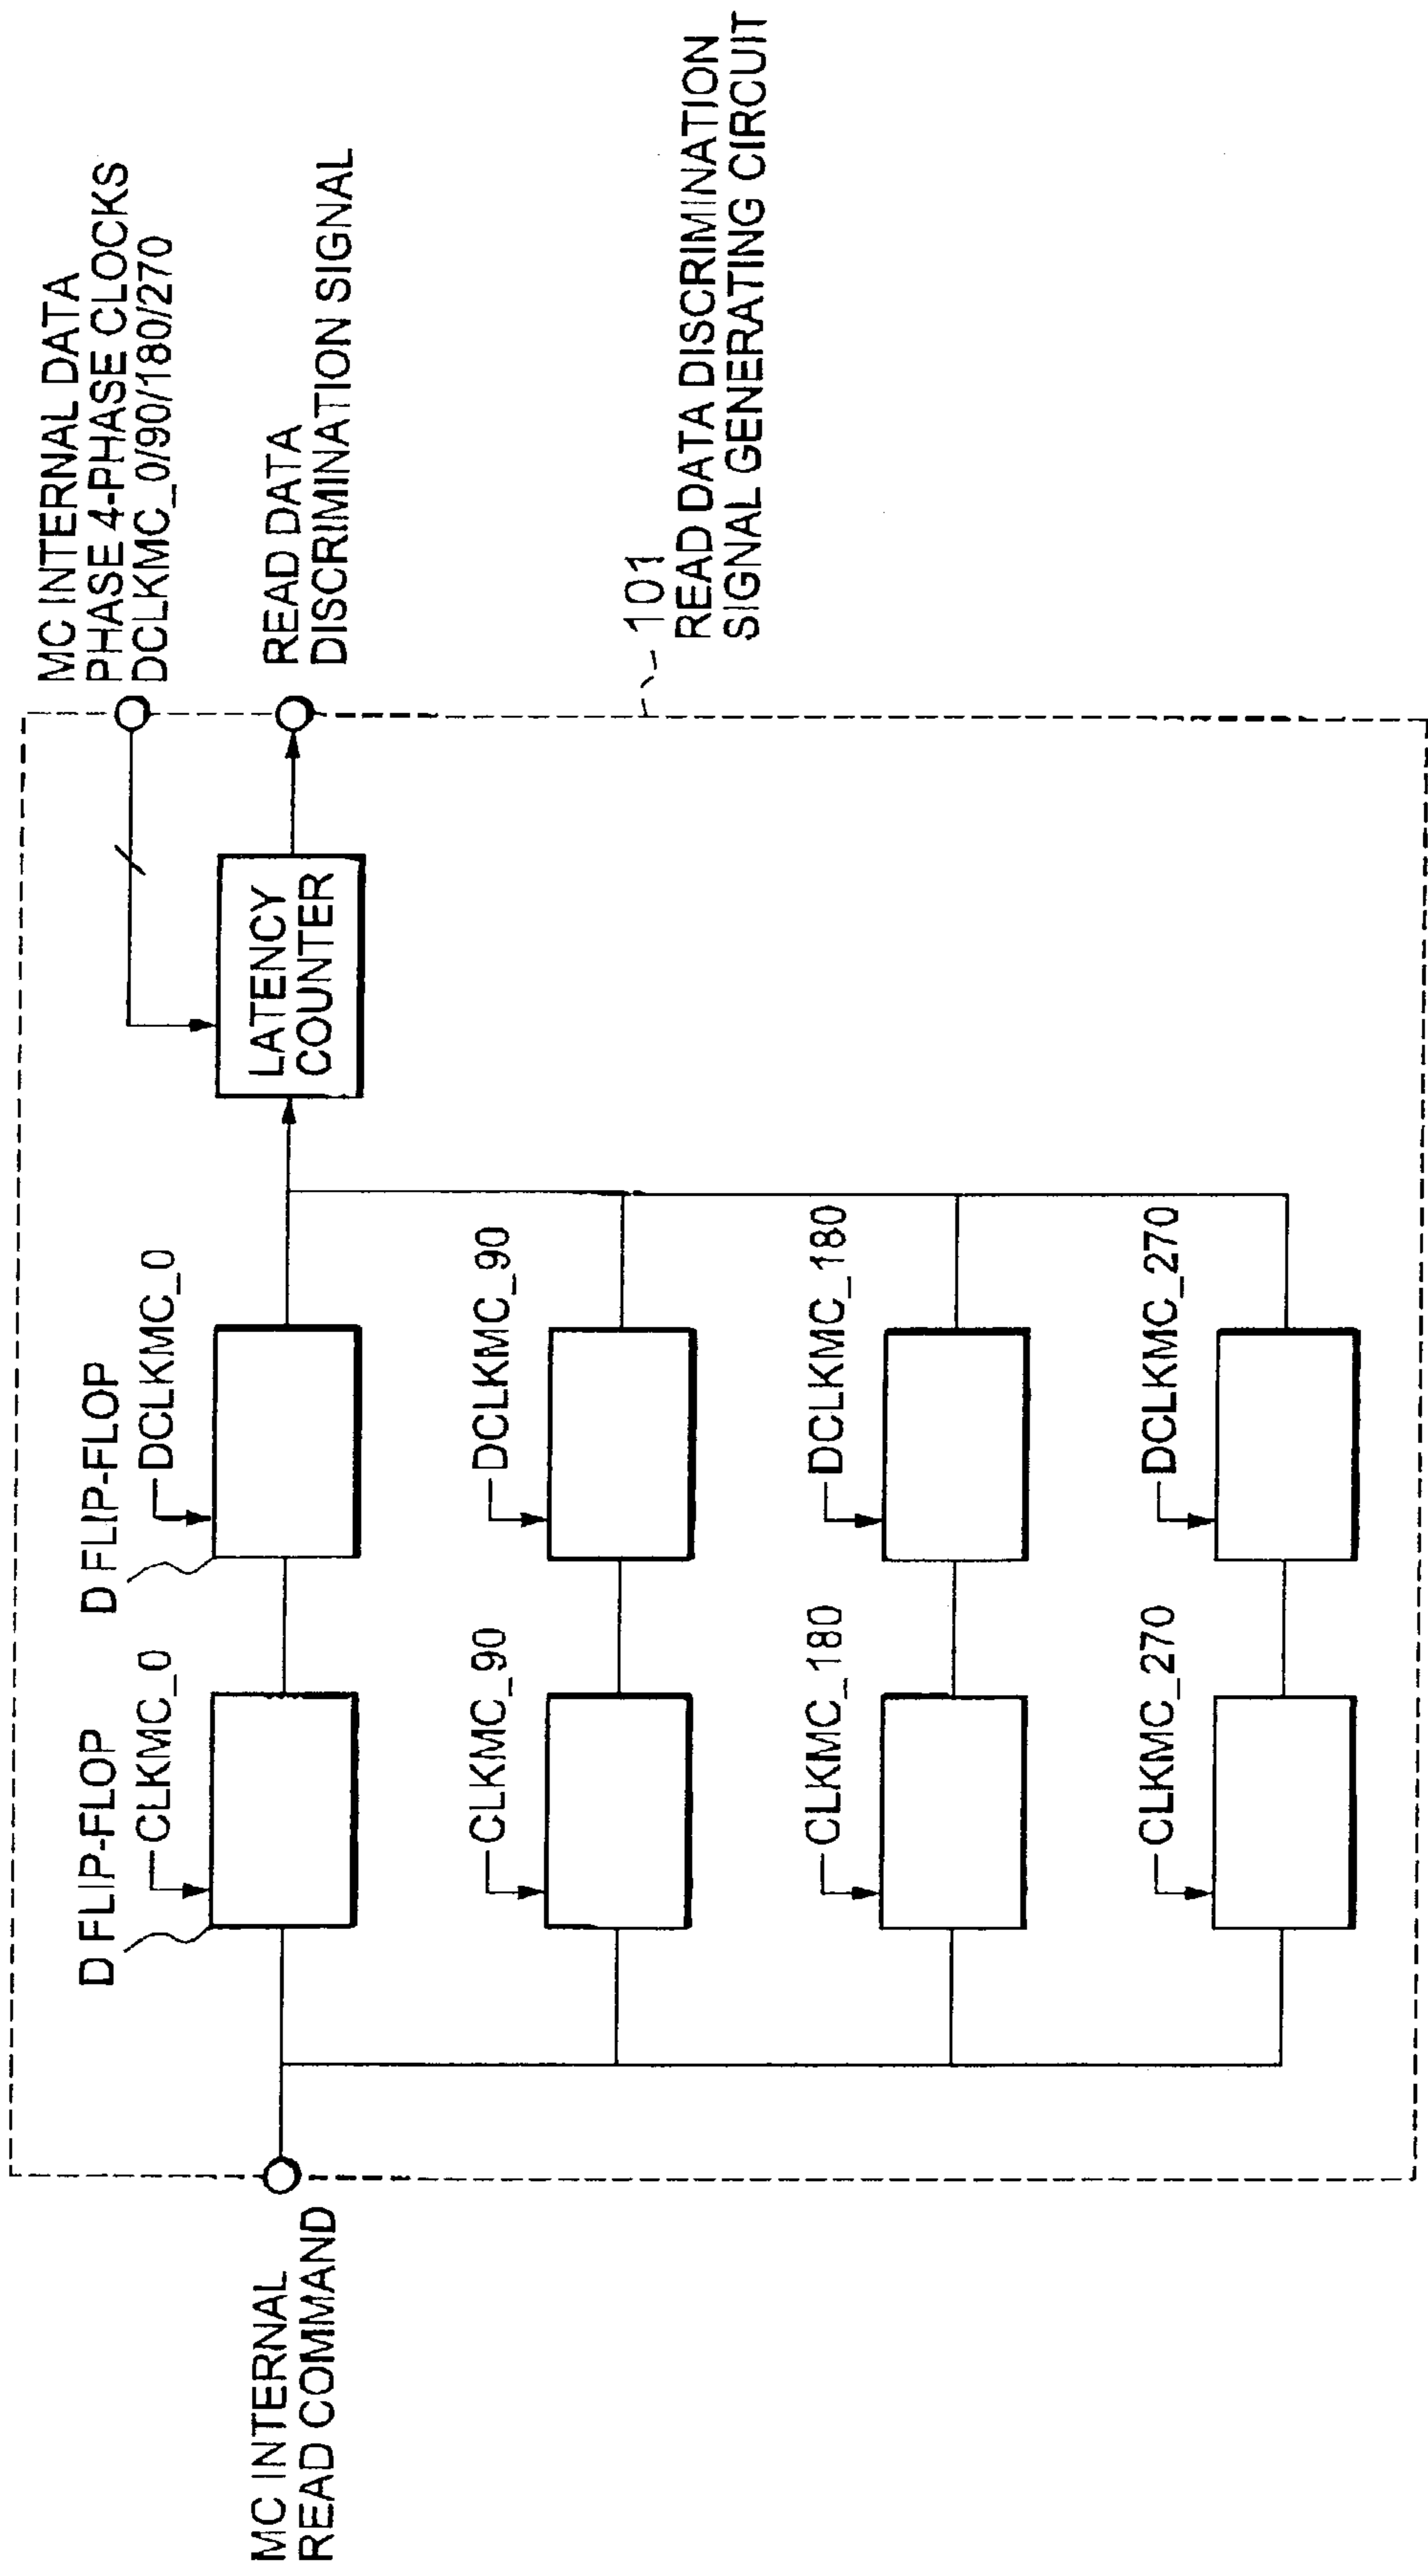 MC INTERNAL DATA
PHASE 4-PHASE CLOCKS
DCLKMC_0/90/180/270
READ DATA
DISCRIMINATION SIGNAL
101
READ DATA DISCRIMINATION
SIGNAL GENERATING CIRCUIT
LATENCY
COUNTER
D FLIP-FLOP
CLKMC_0
D FLIP-FLOP
DCLKMC_0
CLKMC_90
DCLKMC_90
CLKMC_180
DCLKMC_180
CLKMC_270
DCLKMC_270
MC INTERNAL
READ COMMAND